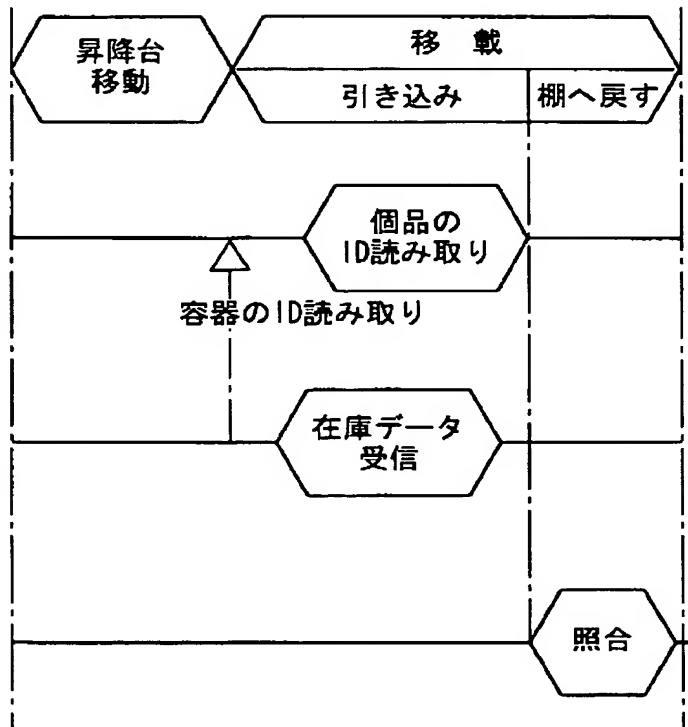 昇降台
移動
移 載
引き込み
棚へ戻す
個品の
ID読み取り
容器のID読み取り
在庫データ
受信
照合